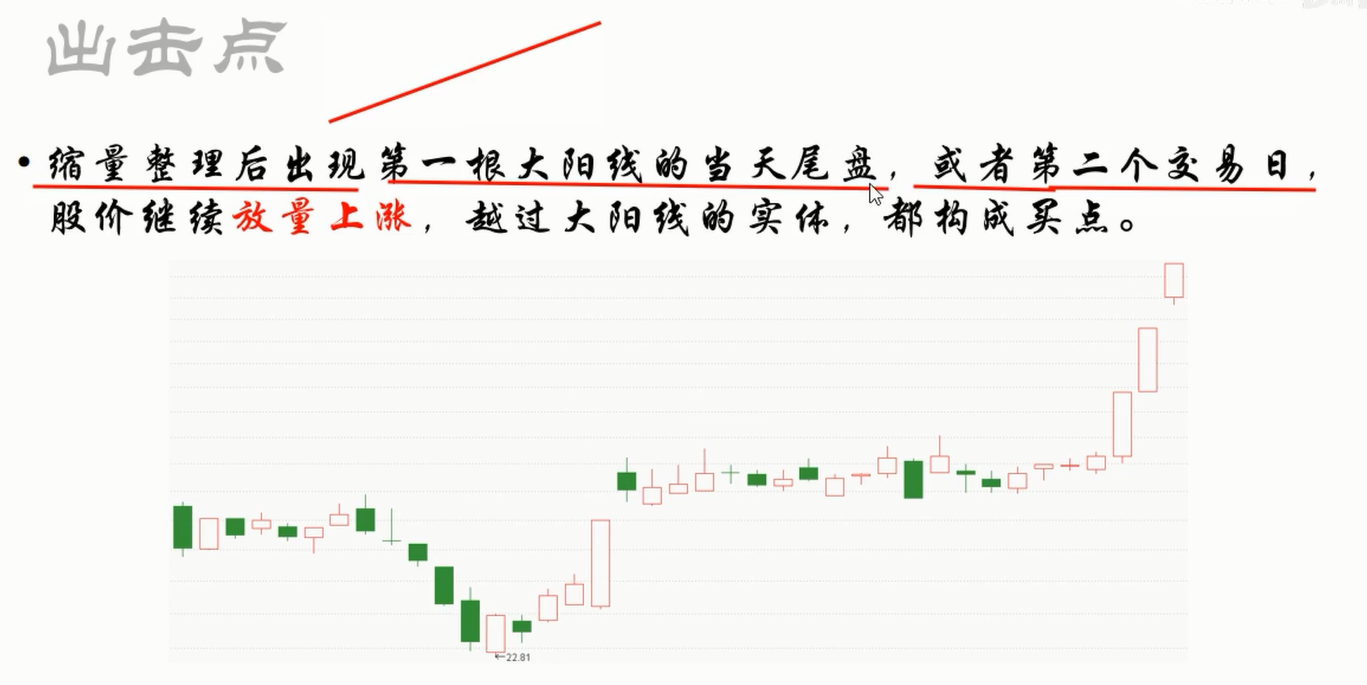 出击点
• 缩量整理后出现第一根大阳线的当天尾盘，或者第二个交易日，
股价继续放量上涨，越过大阳线的实体，都构成买点。
←22.81